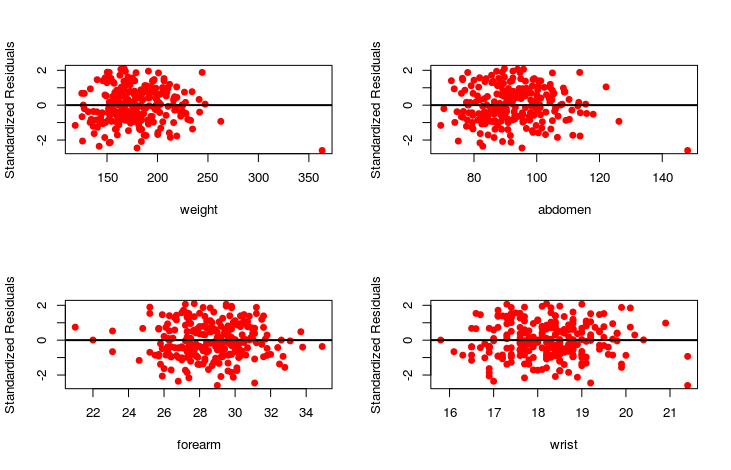 Standardized Residuals
2
0
-2
150 200 250 300 350
weight
Standardized Residuals
2
0
-2
80 100 120 140
abdomen
Standardized Residuals
2
0
-2
22 24 26 28 30 32 34
forearm
Standardized Residuals
2
0
-2
16 17 18 19 20 21
wrist